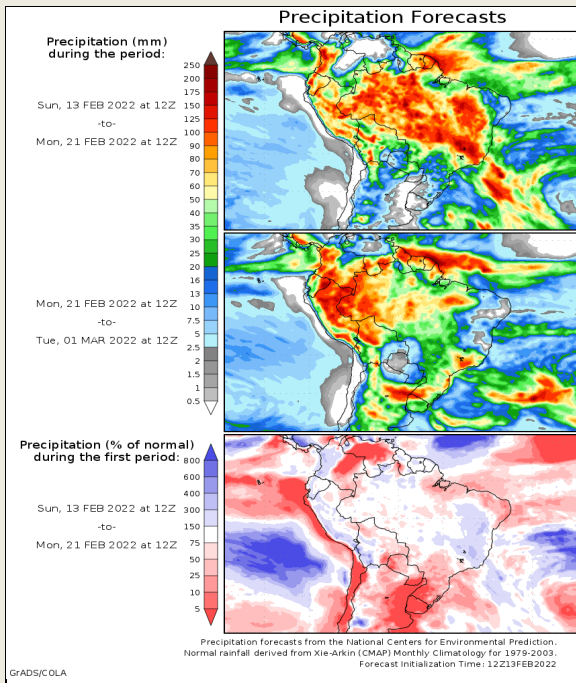 Precipitation Forecasts
Precipitation (mm)
during the period:
Sun, 13 FEB 2022 at 12Z
-to-
Mon, 21 FEB 2022 at 12Z
250
200
175
150
125
100
90
80
70
60
50
40
35
30
25
20
16
13
10
7.5
5
2.5
2
1.5
1
0.5
Mon, 21 FEB 2022 at 12Z
-to-
Tue, 01 MAR 2022 at 12Z
Precipitation (% of normal)
during the first period:
Sun, 13 FEB 2022 at 12Z
-to-
Mon, 21 FEB 2022 at 12Z
800
600
400
300
150
75
50
25
10
5
Precipitation forecasts from the National Centers for Environmental Prediction.
Normal rainfall derived from Xie-Arkin (CMAP) Monthly Climatology for 1979-2003.
Forecast Initialization Time: 12Z13FEB2022
GrADS/COLA